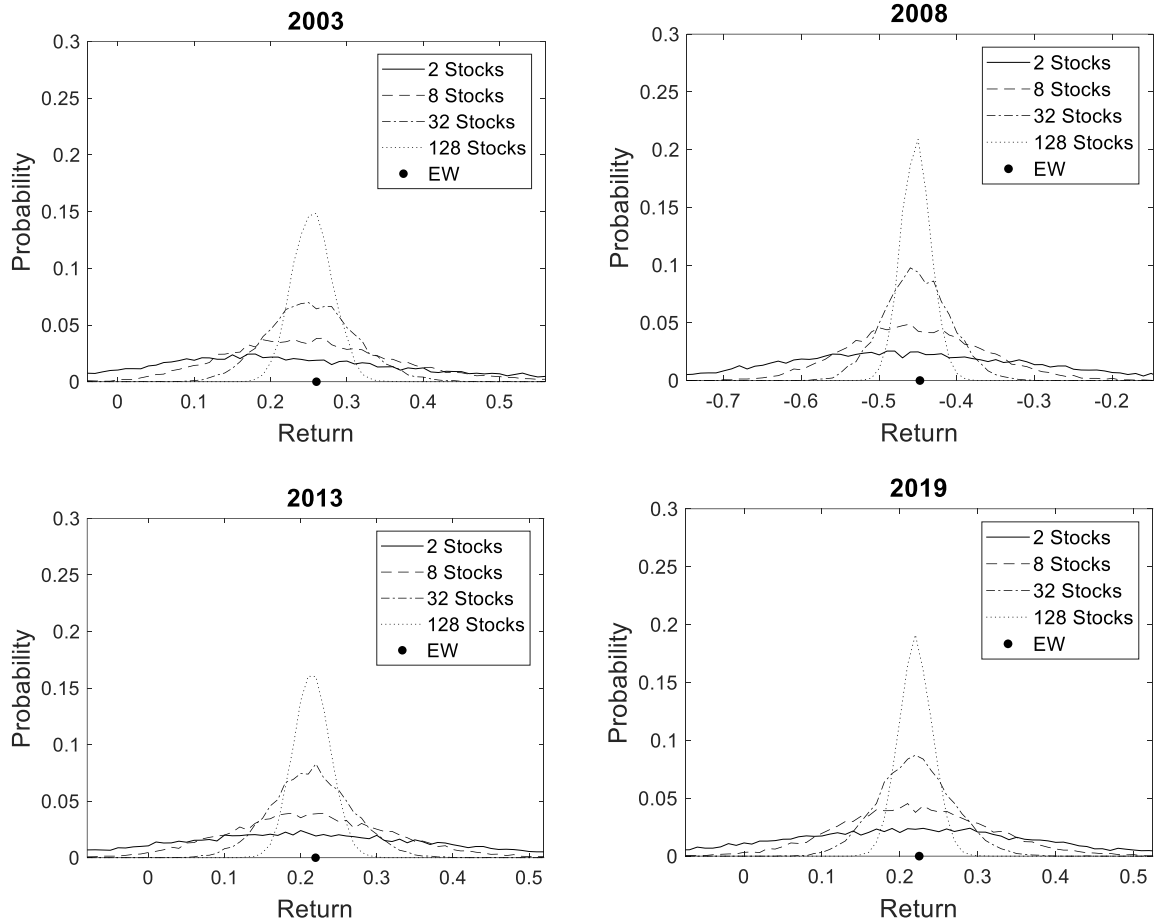 2003
0.3
0.25
0.2
0.15
0.1
0.05
0
Probability
2 Stocks
8 Stocks
32 Stocks
128 Stocks
EW
0 0.1 0.2 0.3 0.4 0.5
Return
2008
0.3
0.25
0.2
0.15
0.1
0.05
0
Probability
2 Stocks
8 Stocks
32 Stocks
128 Stocks
EW
-0.7 -0.6 -0.5 -0.4 -0.3 -0.2
Return
2013
0.3
0.25
0.2
0.15
0.1
0.05
0
Probability
2 Stocks
8 Stocks
32 Stocks
128 Stocks
EW
0 0.1 0.2 0.3 0.4 0.5
Return
2019
0.3
0.25
0.2
0.15
0.1
0.05
0
Probability
2 Stocks
8 Stocks
32 Stocks
128 Stocks
EW
0 0.1 0.2 0.3 0.4 0.5
Return